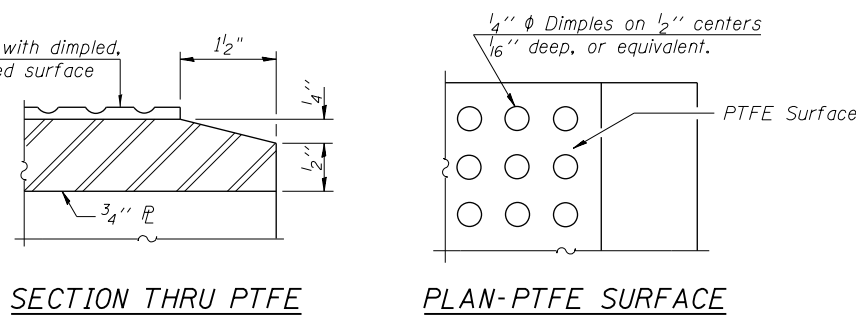 with dimpled,
ed surface
1½"
¼"
½"
¾" ℄
SECTION THRU PTFE
¼" ϕ Dimples on ½" centers
1/16" deep, or equivalent.
PTFE Surface
PLAN-PTFE SURFACE